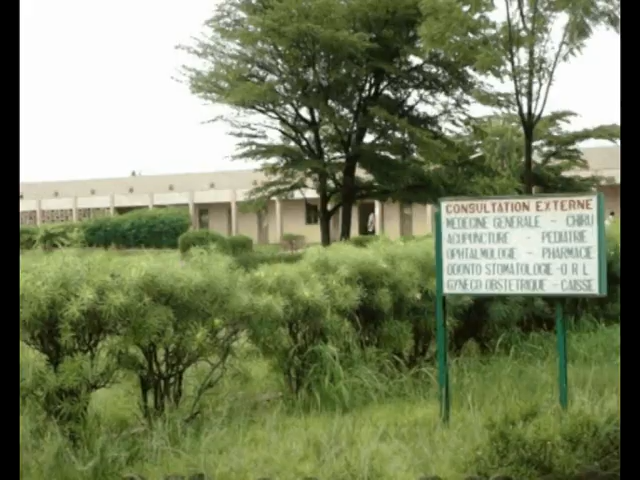 CONSULTATION EXTERNE
MEDECINE GENERALE - CHIRU
ACUPUNCTURE - PEDIATRIE
OPHTALMOLOGIE - PHARMACIE
ODONTO STOMATOLOGIE - O R L
GYNECO OBSTETRIQUE - CAISSE